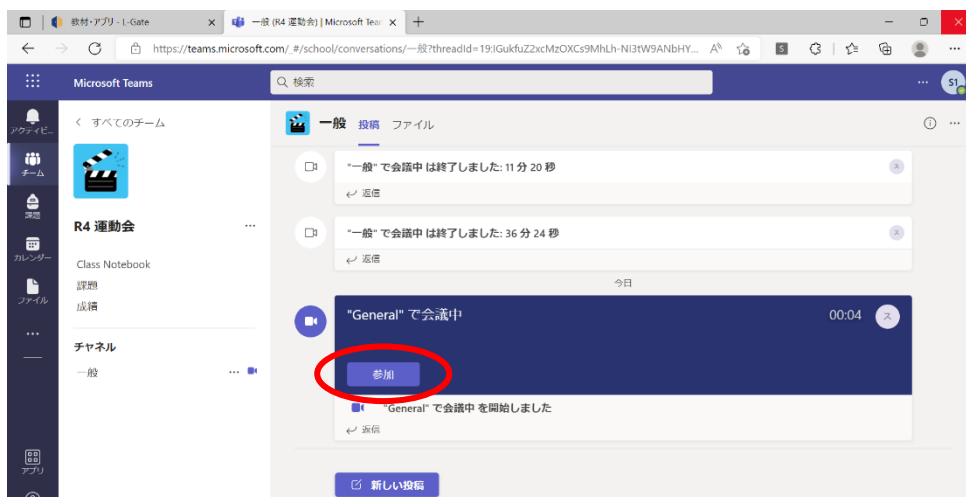 教材・アプリ - L-Gate
一般 (R4 運動会) | Microsoft Tear
https://teams.microsoft.com/_#/school/conversations/一般?threadId=19:IGukfuZ2xcMzOXCs9MhLh-NI3tW9ANbHY...
Microsoft Teams
検索
S1
アクティビ...
チーム
課題
カレンダー
ファイル
アプリ
すべてのチーム
R4 運動会
Class Notebook
課題
成績
チャネル
一般
一般 投稿 ファイル
"一般" で会議中 は終了しました: 11 分 20 秒
ス
返信
"一般" で会議中 は終了しました: 36 分 24 秒
ス
返信
今日
"General" で会議中
00:04
ス
参加
"General" で会議中 を開始しました
返信
新しい投稿